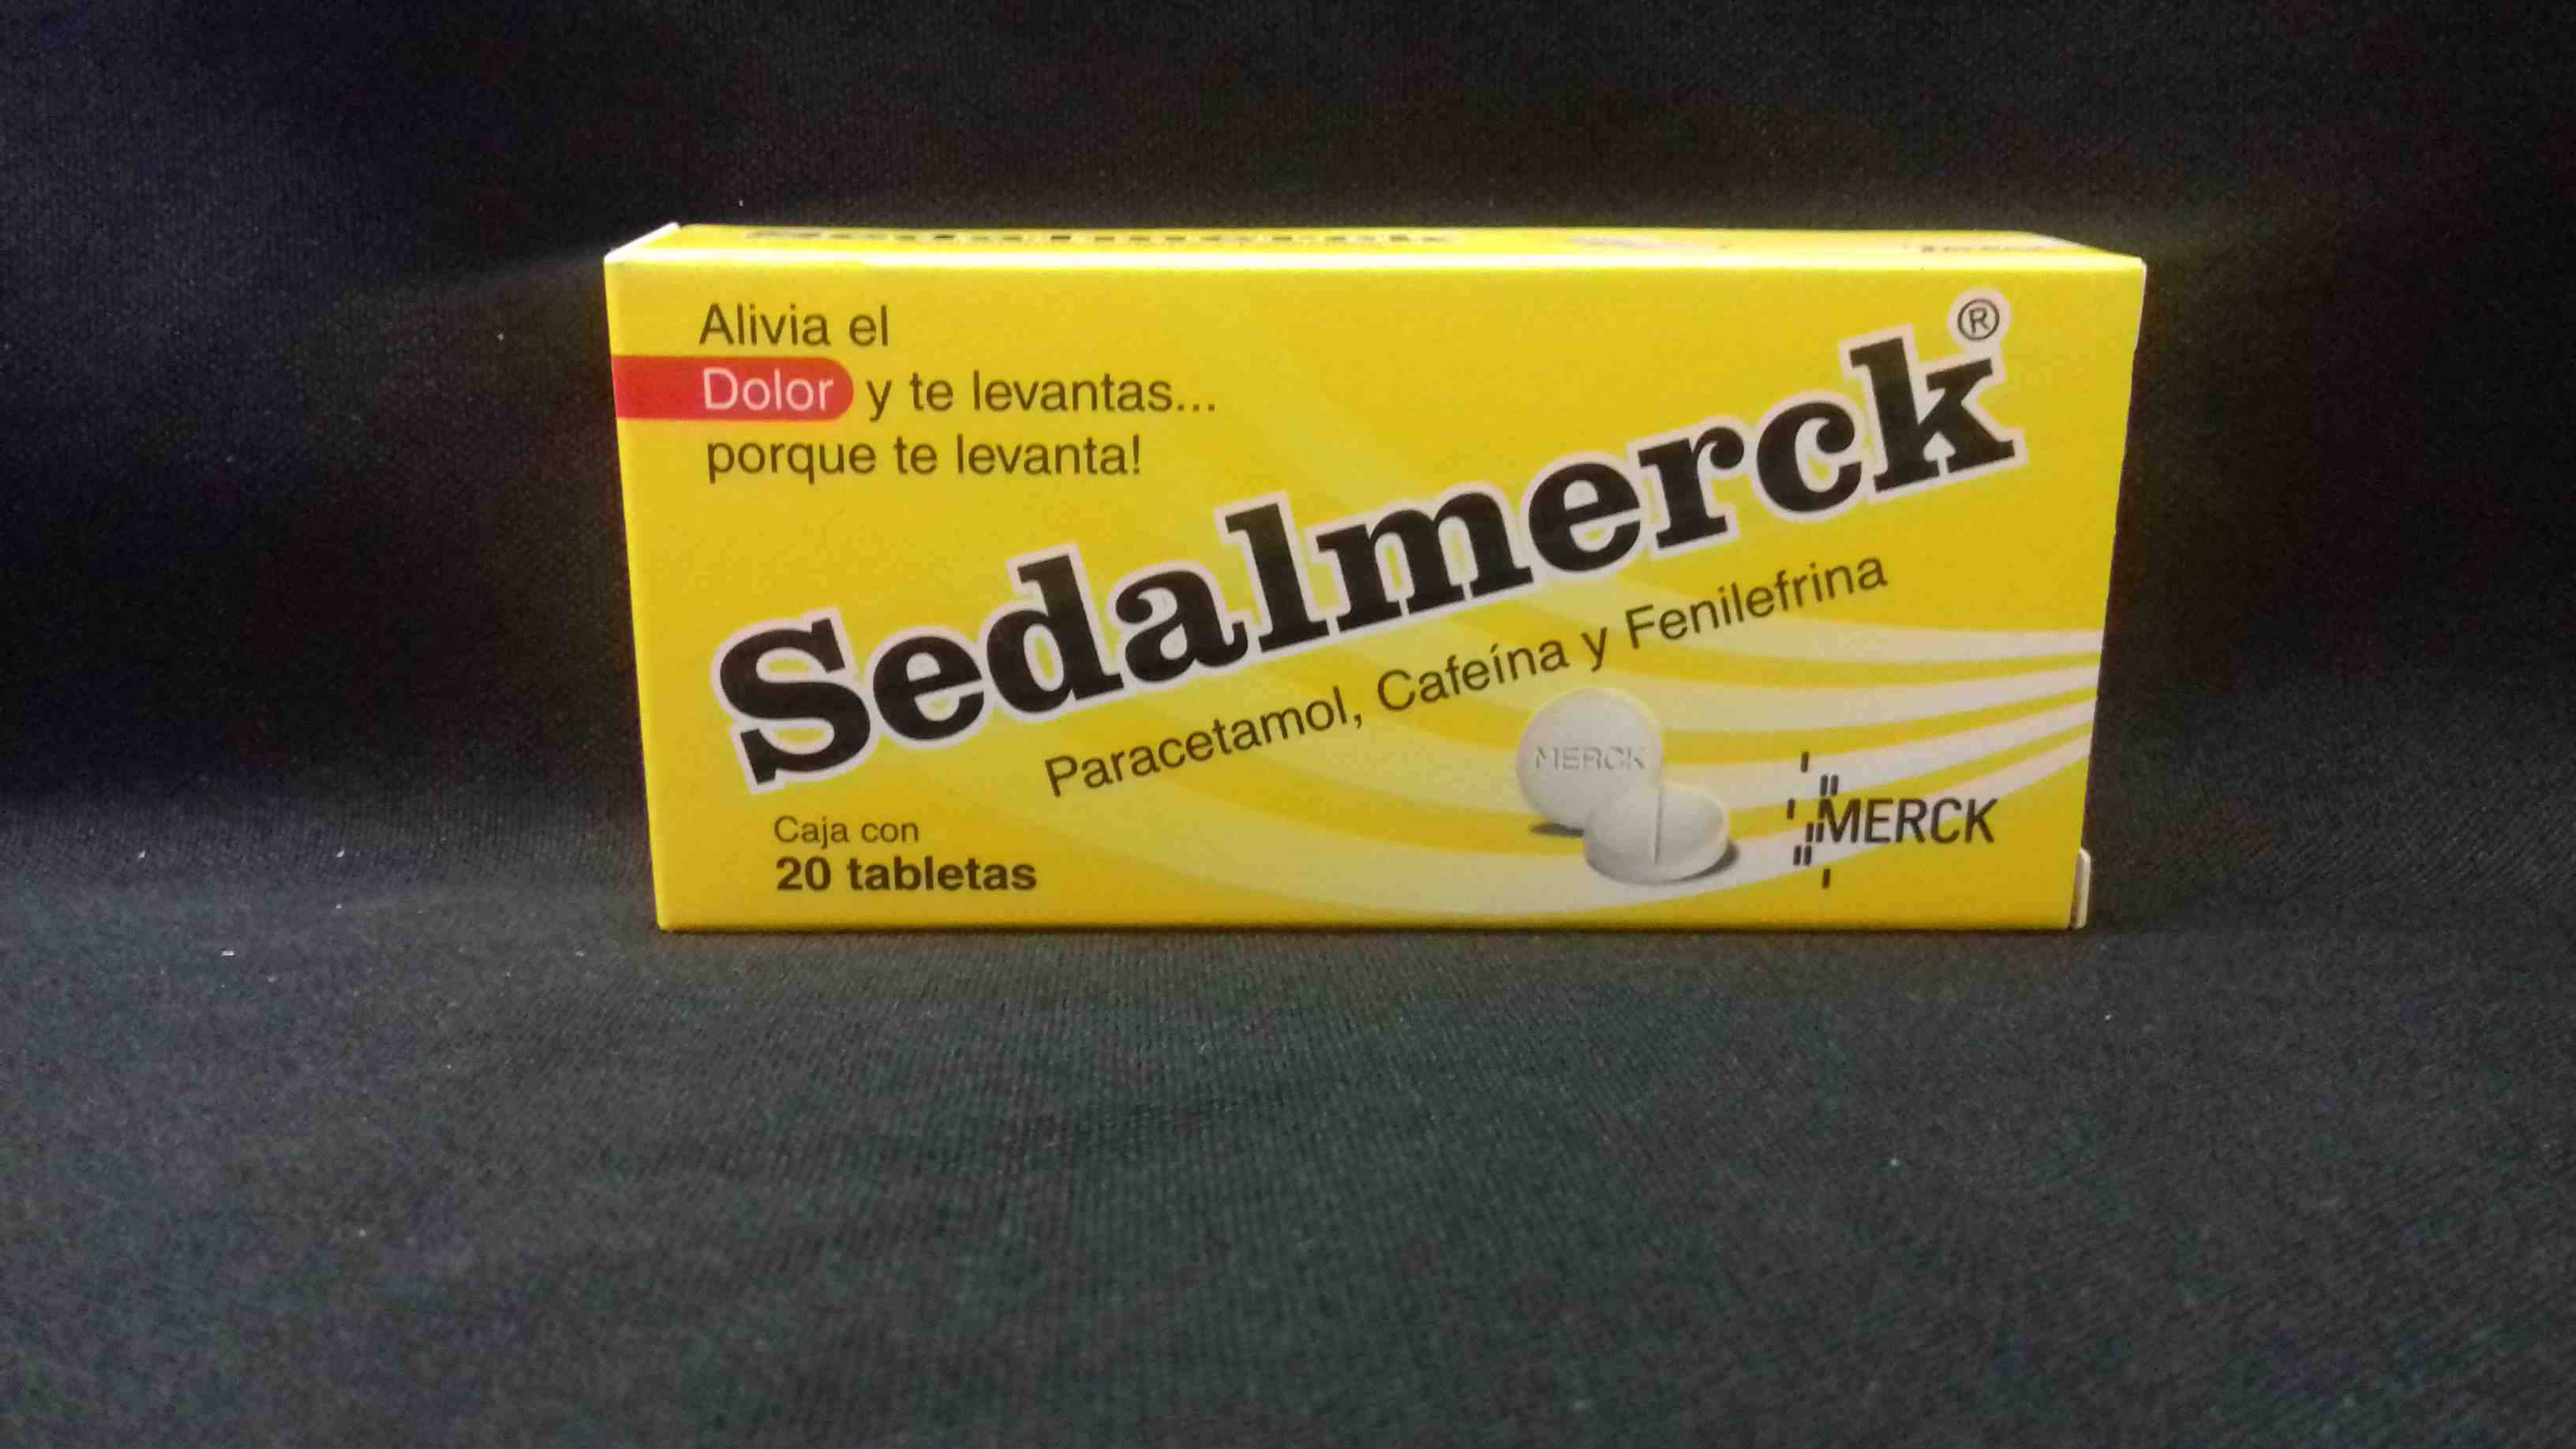 Alivia el
Dolor y te levantas...
porque te levanta!
Sedalmerck®
Paracetamol, Cafeína y Fenilefrina
MERCK
MERCK
Caja con
20 tabletas